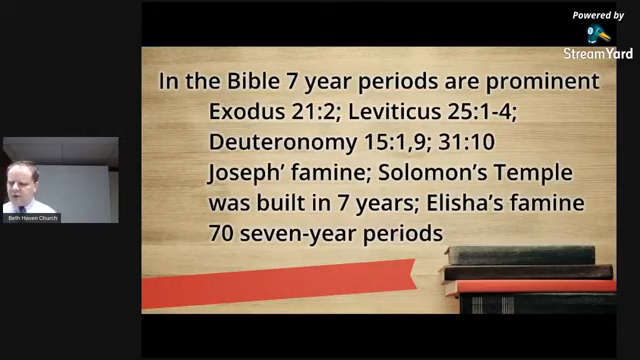 Powered by
StreamYard
In the Bible 7 year periods are prominent
Exodus 21:2; Leviticus 25:1-4;
Deuteronomy 15:1,9; 31:10
Joseph' famine; Solomon's Temple
was built in 7 years; Elisha's famine
70 seven-year periods
Beth Haven Church